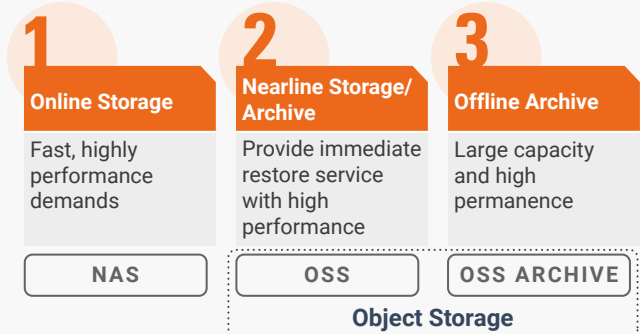 1
Online Storage
Fast, highly
performance
demands
NAS
2
Nearline Storage/
Archive
Provide immediate
restore service
with high
performance
OSS
3
Offline Archive
Large capacity
and high
permanence
OSS ARCHIVE
Object Storage